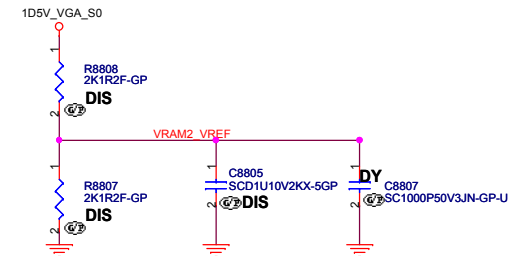 1D5V_VGA_S0
1
R8808
2K1R2F-GP
G/P
DIS
2
VRAM2_VREF
1
R8807
2K1R2F-GP
DIS
G/P
2
1
C8805
SCD1U10V2KX-5GP
G/P
DIS
2
1
DY
C8807
G/P
SC1000P50V3JN-GP-U
2